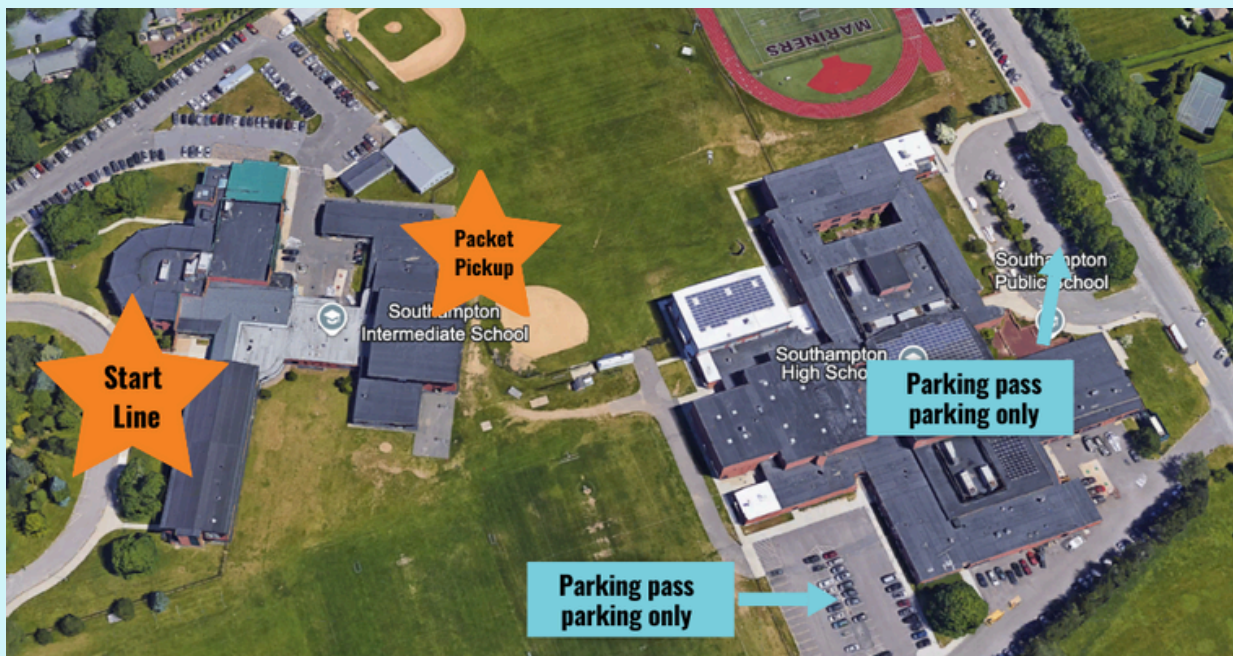 MARINERS
Packet
Pickup
Southampton
Intermediate School
Start
Line
Southampton
Public School
Southampton
High School
Parking pass
parking only
Parking pass
parking only